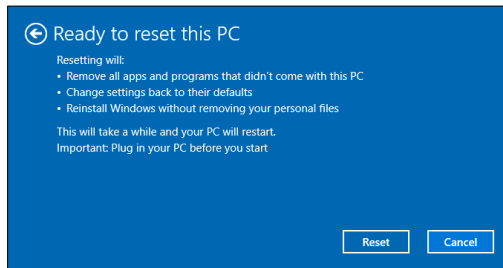 Ready to reset this PC
Resetting will:
• Remove all apps and programs that didn't come with this PC
• Change settings back to their defaults
• Reinstall Windows without removing your personal files
This will take a while and your PC will restart.
Important: Plug in your PC before you start
Reset Cancel